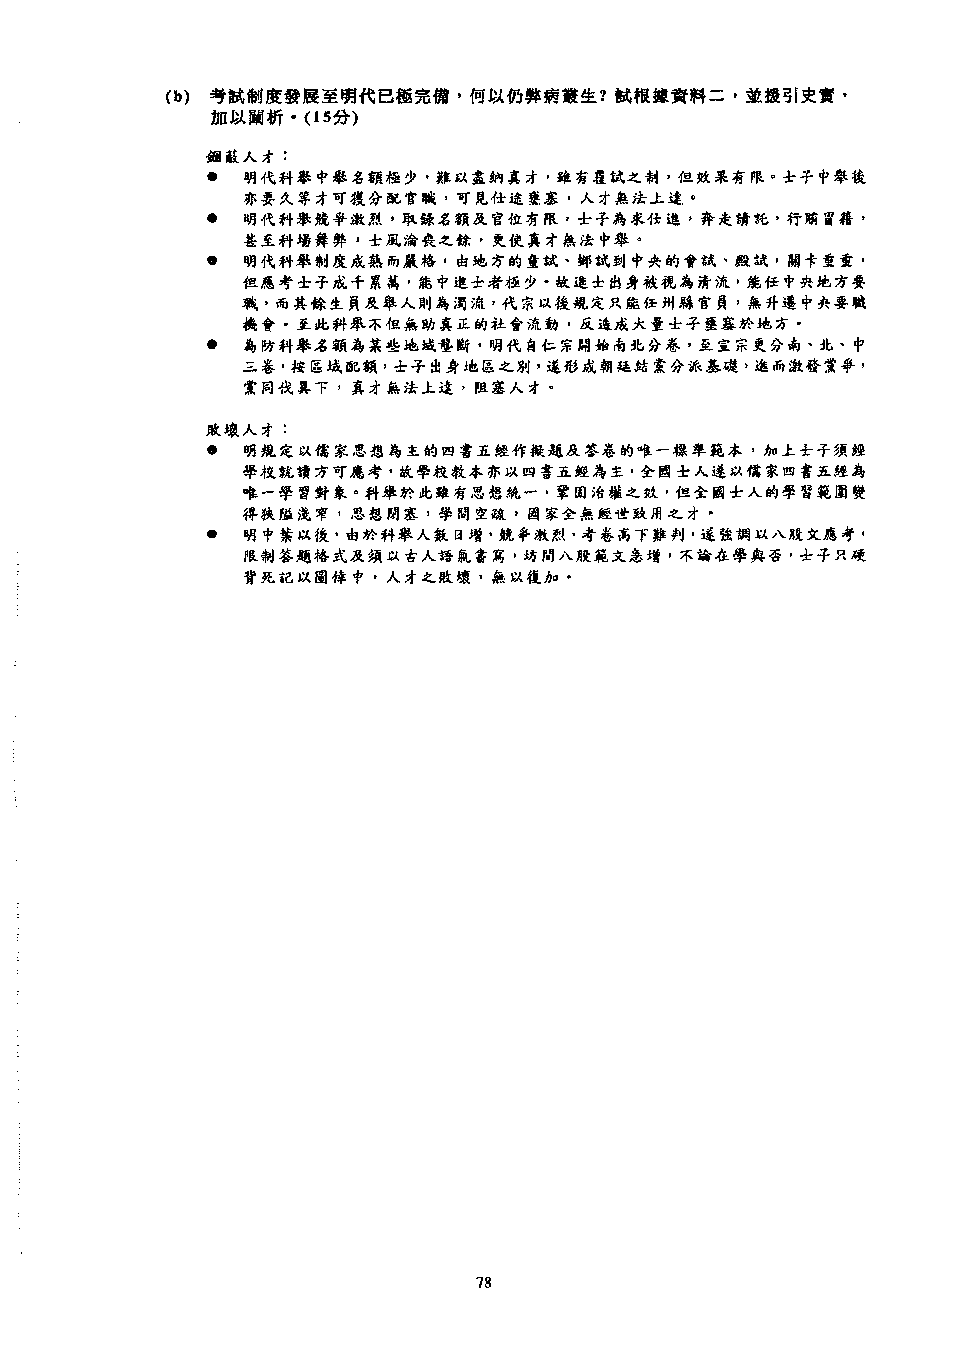 (b) 考試制度發展至明代已極完備，何以仍弊病叢生？試根據資料二，並援引史實，
加以闡析。(15分)
錮蔽人才：
● 明代科舉中舉名額極少，難以盡納真才，雖有覆試之制，但效果有限。士子中舉後
亦要久等才可獲分配官職，可見仕途壅塞，人才無法上達。
● 明代科舉競爭激烈，取錄名額及官位有限，士子為求仕進，奔走請託，行賄冒籍，
甚至科場舞弊，士風淪喪之餘，更使真才無法中舉。
● 明代科舉制度成熟而嚴格，由地方的童試、鄉試到中央的會試、殿試，關卡重重，
但應考士子成千累萬，能中進士者極少。故進士出身被視為清流，能任中央地方要
職，而其餘生員及舉人則為濁流，代宗以後規定只能任州縣官員，無升遷中央要職
機會。至此科舉不但無助真正的社會流動，反造成大量士子壅塞於地方。
● 為防科舉名額為某些地域壟斷，明代自仁宗開始南北分卷，至宣宗更分南、北、中
三卷，按區域配額，士子出身地區之別，遂形成朝廷結黨分派基礎，進而激發黨爭，
黨同伐異下，真才無法上達，阻塞人才。
敗壞人才：
● 明規定以儒家思想為主的四書五經作擬題及答卷的唯一標準範本，加上士子須經
學校就讀方可應考，故學校教本亦以四書五經為主，全國士人遂以儒家四書五經為
唯一學習對象。科舉於此雖有思想統一，鞏固治權之效，但全國士人的學習範圍變
得狹隘淺窄，思想閉塞，學問空疏，國家全無經世致用之才。
● 明中葉以後，由於科舉人數日增，競爭激烈，考卷高下難判，遂強調以八股文應考，
限制答題格式及須以古人語氣書寫，坊間八股範文急增，不論在學與否，士子只硬
背死記以圖倖中，人才之敗壞，無以復加。
78